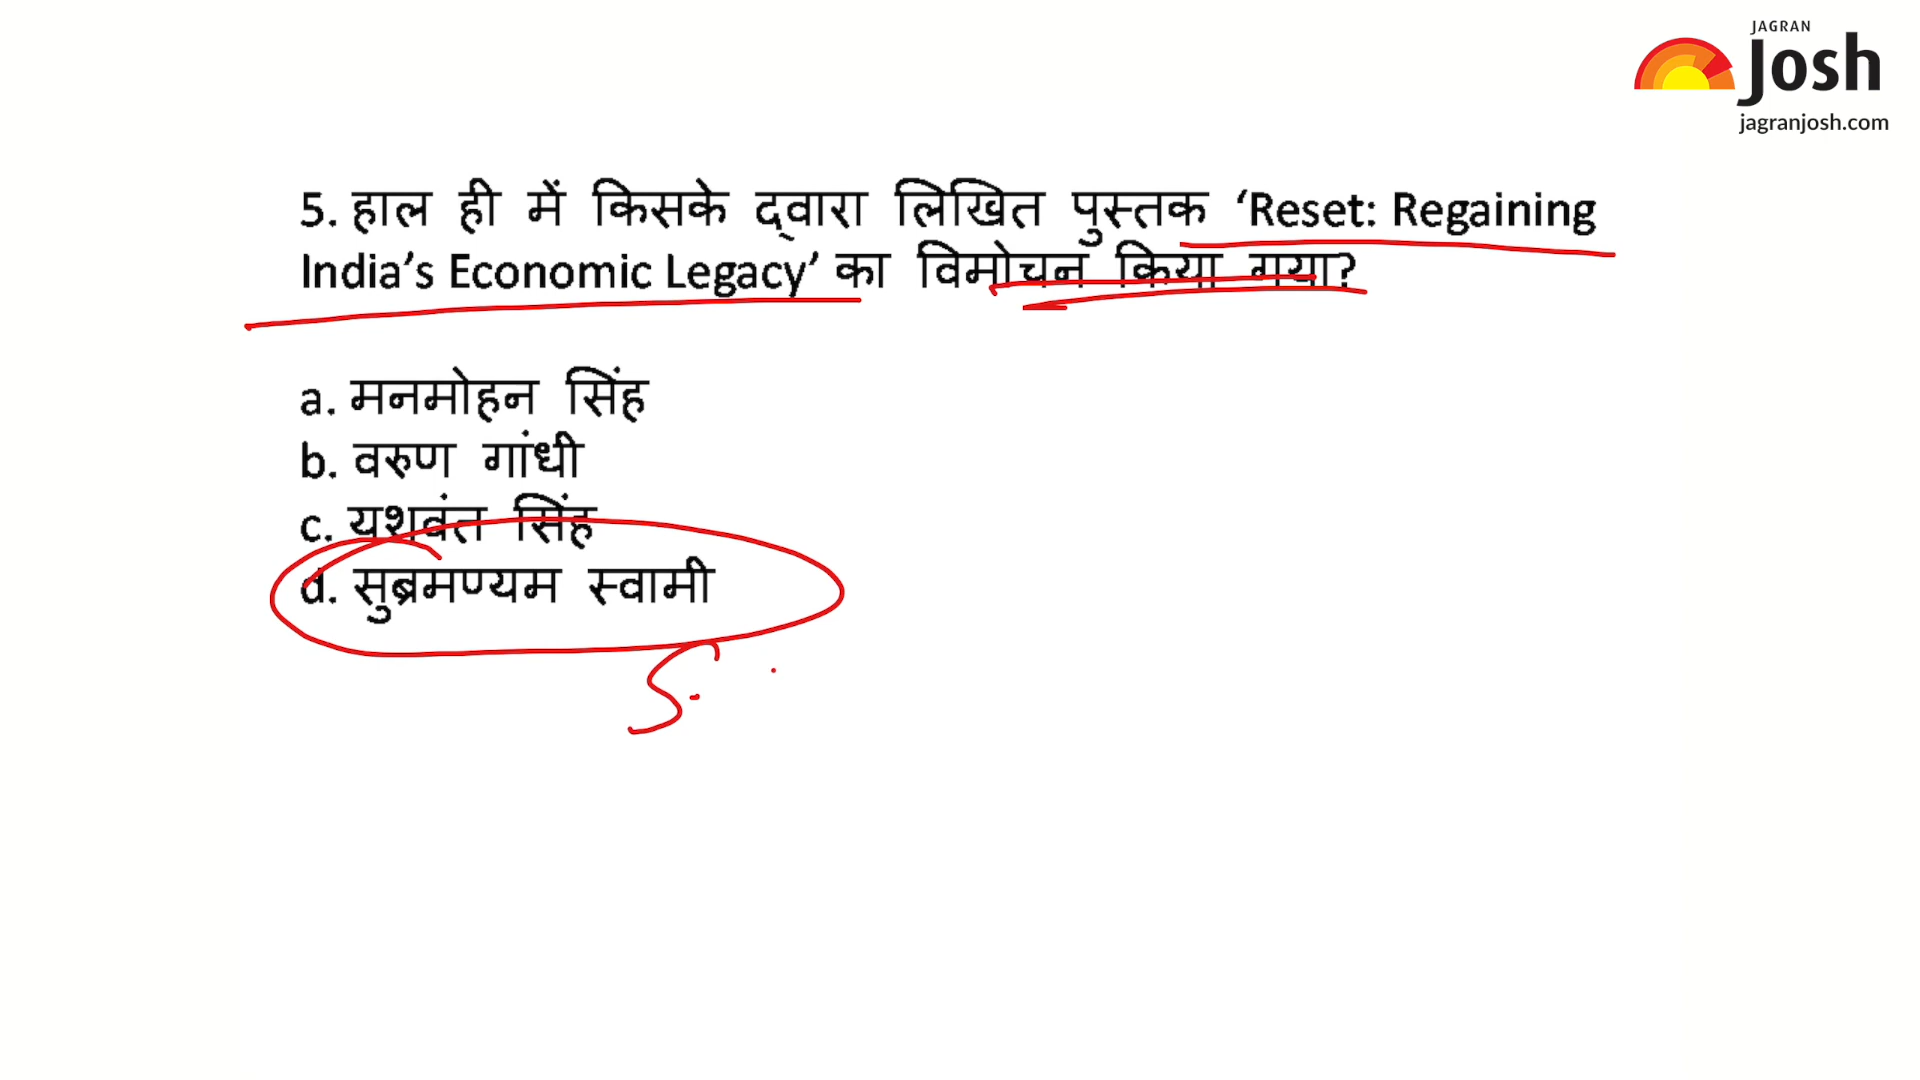 JAGRAN
Josh
jagranjosh.com
5. हाल ही में किसके द्वारा लिखित पुस्तक ‘Reset: Regaining
India’s Economic Legacy’ का विमोचन किया गया?
a. मनमोहन सिंह
b. वरुण गांधी
c. यशवंत सिंह
d. सुब्रमण्यम स्वामी
S